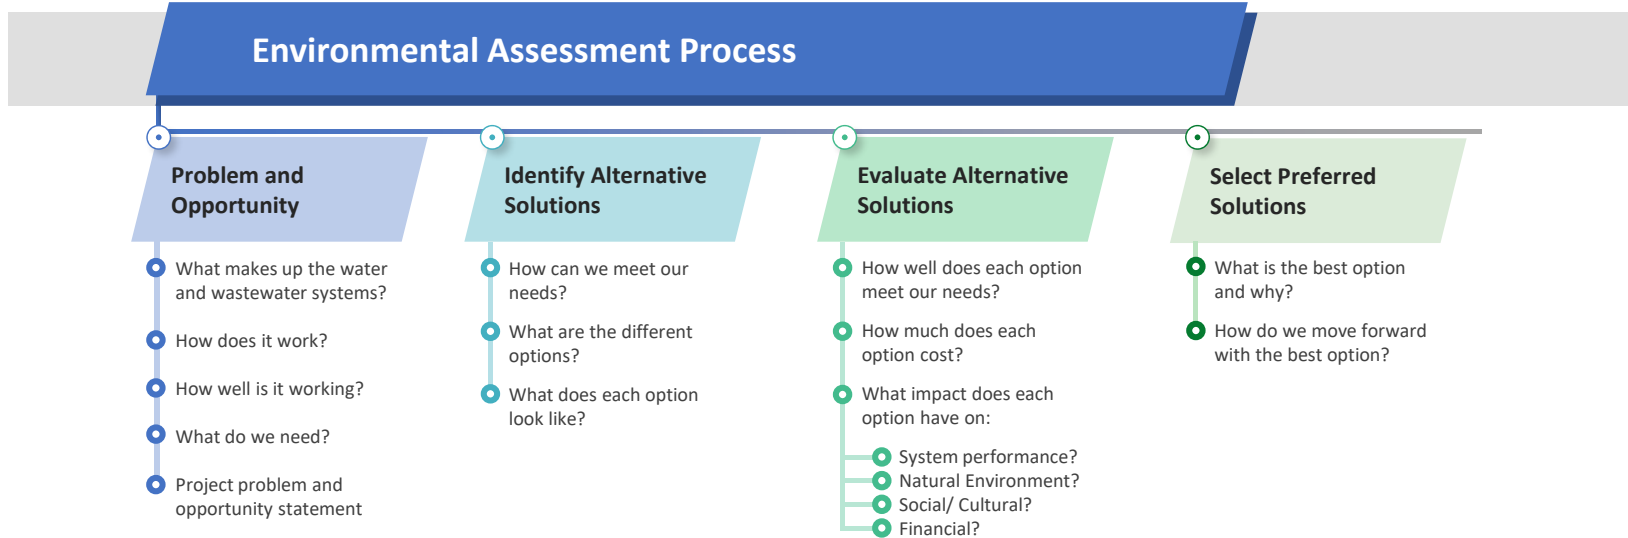 Environmental Assessment Process
Problem and
Opportunity
What makes up the water
and wastewater systems?
How does it work?
How well is it working?
What do we need?
Project problem and
opportunity statement
Identify Alternative
Solutions
How can we meet our
needs?
What are the different
options?
What does each option
look like?
Evaluate Alternative
Solutions
How well does each option
meet our needs?
How much does each
option cost?
What impact does each
option have on:
System performance?
Natural Environment?
Social/ Cultural?
Financial?
Select Preferred
Solutions
What is the best option
and why?
How do we move forward
with the best option?